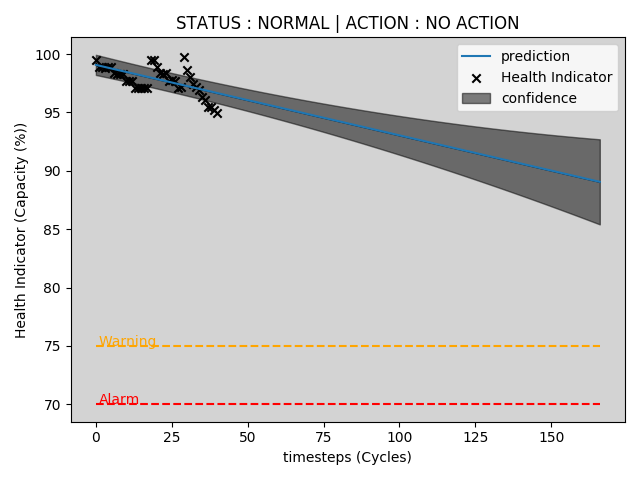 STATUS : NORMAL | ACTION : NO ACTION
Health Indicator (Capacity (%))
100
95
90
85
80
75
70
prediction
Health Indicator
confidence
Warning
Alarm
0
25
50
75
100
125
150
timesteps (Cycles)